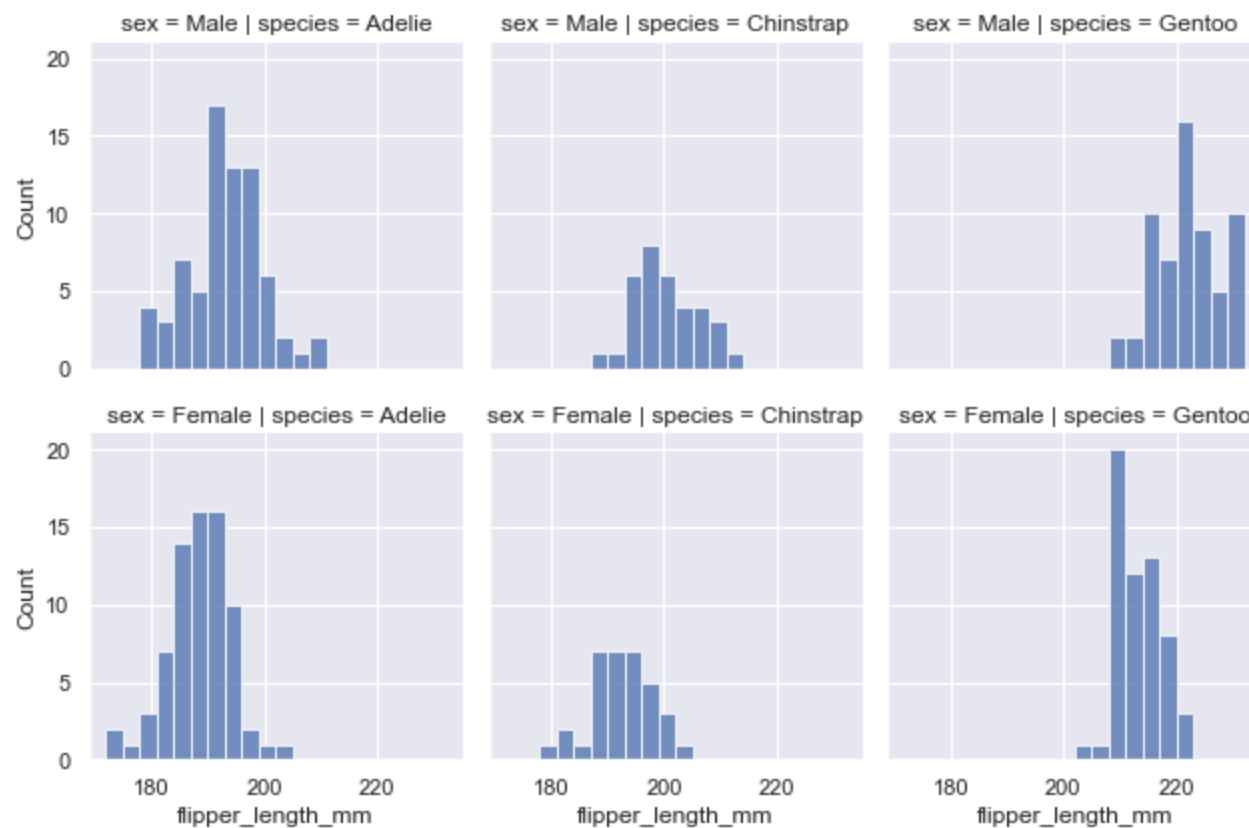 sex = Male | species = Adelie
sex = Male | species = Chinstrap
sex = Male | species = Gentoo
20
15
10
5
0
Count
sex = Female | species = Adelie
sex = Female | species = Chinstrap
sex = Female | species = Gentoo
20
15
10
5
0
Count
180 200 220
180 200 220
180 200 220
flipper_length_mm
flipper_length_mm
flipper_length_mm